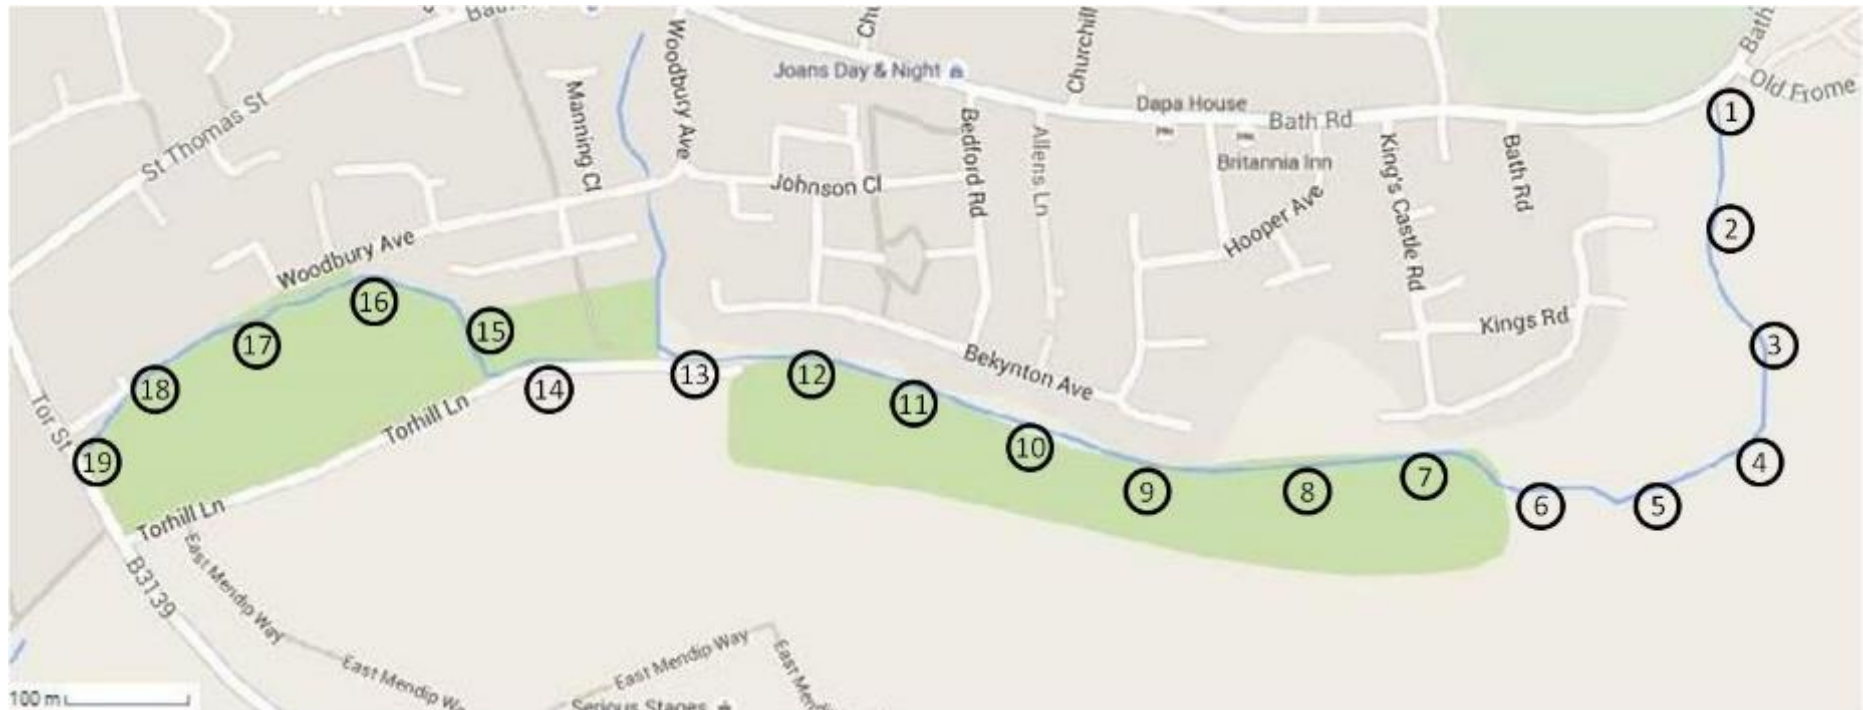 Bath
Woodbury Ave
Churchill
Joans Day & Night
Old Frome
Manning Cl
St Thomas St
Dapa House
Bath Rd
1
Bedford Rd
Allens Ln
King's Castle Rd
Bath Rd
Britannia Inn
Johnson Cl
Hooper Ave
2
Woodbury Ave
16
15
17
Kings Rd
3
Bekynton Ave
18
14
13
12
11
Tor St
Torhill Ln
10
19
9
8
7
6
5
4
Torhill Ln
East Mendip Way
B3139
East Mendip Way
East Mendip
Serious Stages
100 m